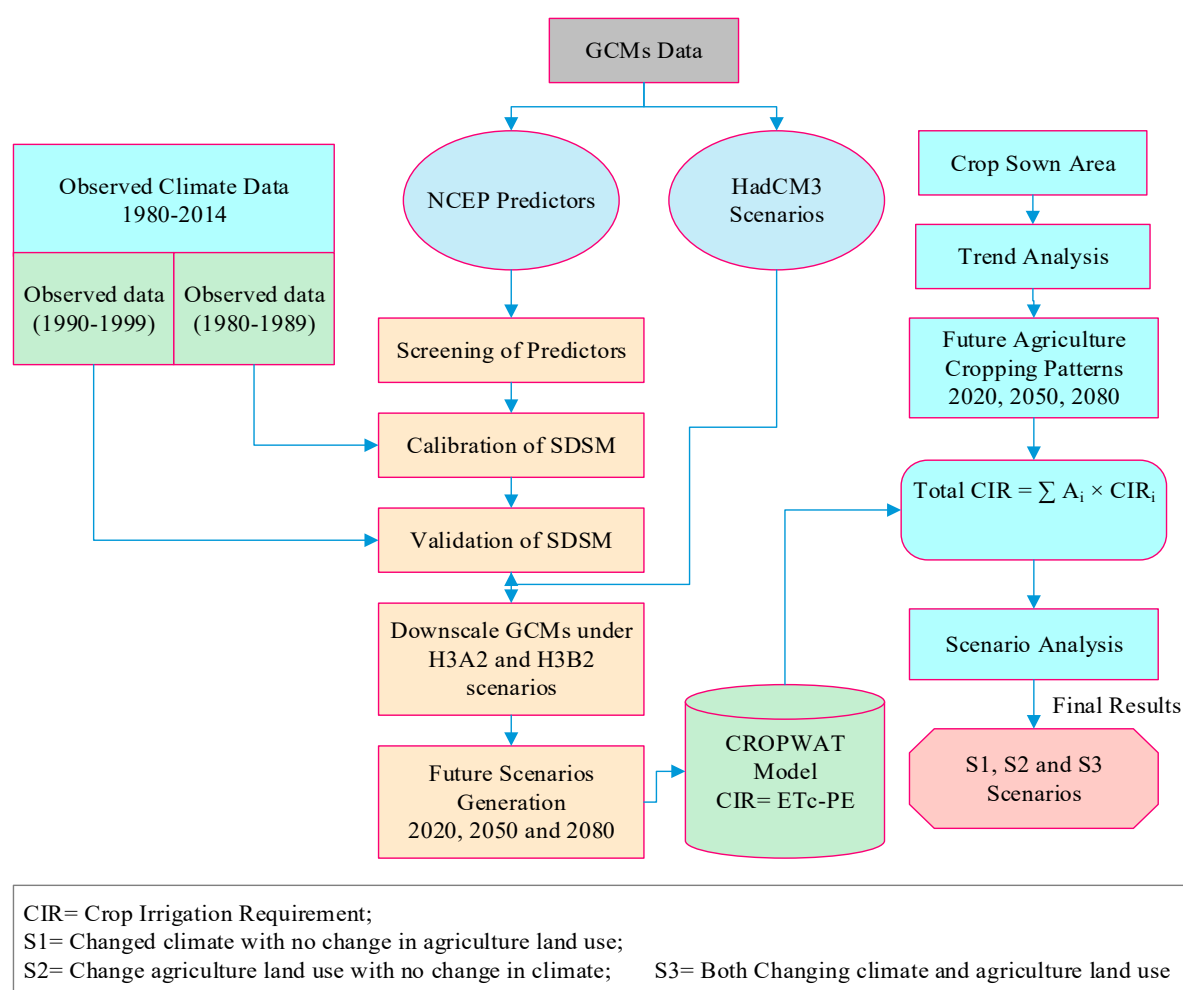 GCMs Data
Observed Climate Data
1980-2014
Observed data
(1990-1999)
Observed data
(1980-1989)
NCEP Predictors
HadCM3
Scenarios
Screening of Predictors
Calibration of SDSM
Validation of SDSM
Downscale GCMs under
H3A2 and H3B2
scenarios
Future Scenarios
Generation
2020, 2050 and 2080
CROPWAT
Model
CIR= ETc-PE
Crop Sown Area
Trend Analysis
Future Agriculture
Cropping Patterns
2020, 2050, 2080
Total CIR = ∑ Aᵢ × CIRᵢ
Scenario Analysis
Final Results
S1, S2 and S3
Scenarios
CIR= Crop Irrigation Requirement;
S1= Changed climate with no change in agriculture land use;
S2= Change agriculture land use with no change in climate; S3= Both Changing climate and agriculture land use